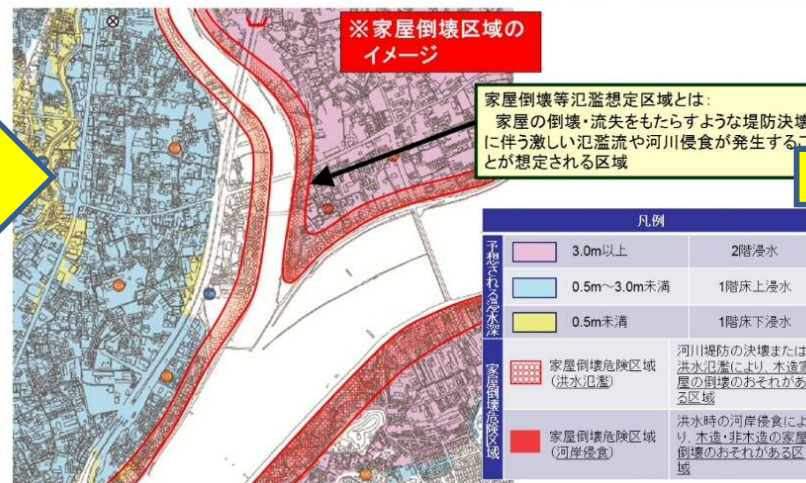 ※家屋倒壊区域の
イメージ
家屋倒壊等氾濫想定区域とは:
家屋の倒壊・流失をもたらすような堤防決壊
に伴う激しい氾濫流や河川侵食が発生するこ
とが想定される区域
凡例
予想される浸水深
3.0m以上
2階浸水
0.5m～3.0m未満
1階床上浸水
0.5m未満
1階床下浸水
家屋倒壊危険区域
家屋倒壊危険区域
(洪水氾濫)
河川堤防の決壊または
洪水氾濫により、木造家
屋の倒壊のおそれがあ
る区域
家屋倒壊危険区域
(河岸侵食)
洪水時の河岸侵食によ
り、木造・非木造の家屋
倒壊のおそれがある区
域